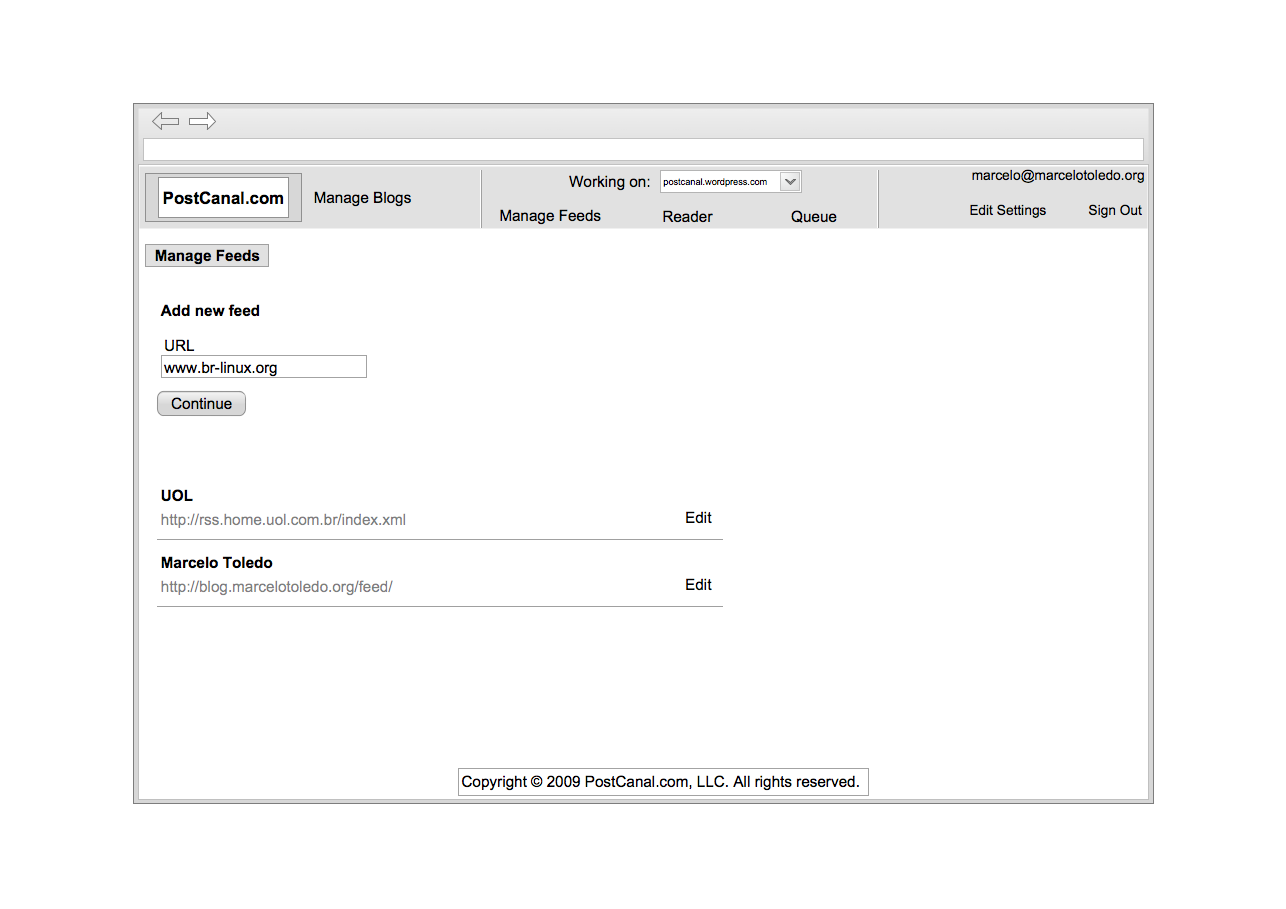 PostCanal.com
Manage Blogs
Working on: postcanal.wordpress.com
Manage Feeds Reader Queue
marcelo@marcelotoledo.org
Edit Settings Sign Out
Manage Feeds
Add new feed
URL
www.br-linux.org
Continue
UOL
http://rss.home.uol.com.br/index.xml Edit
Marcelo Toledo
http://blog.marcelotoledo.org/feed/ Edit
Copyright © 2009 PostCanal.com, LLC. All rights reserved.